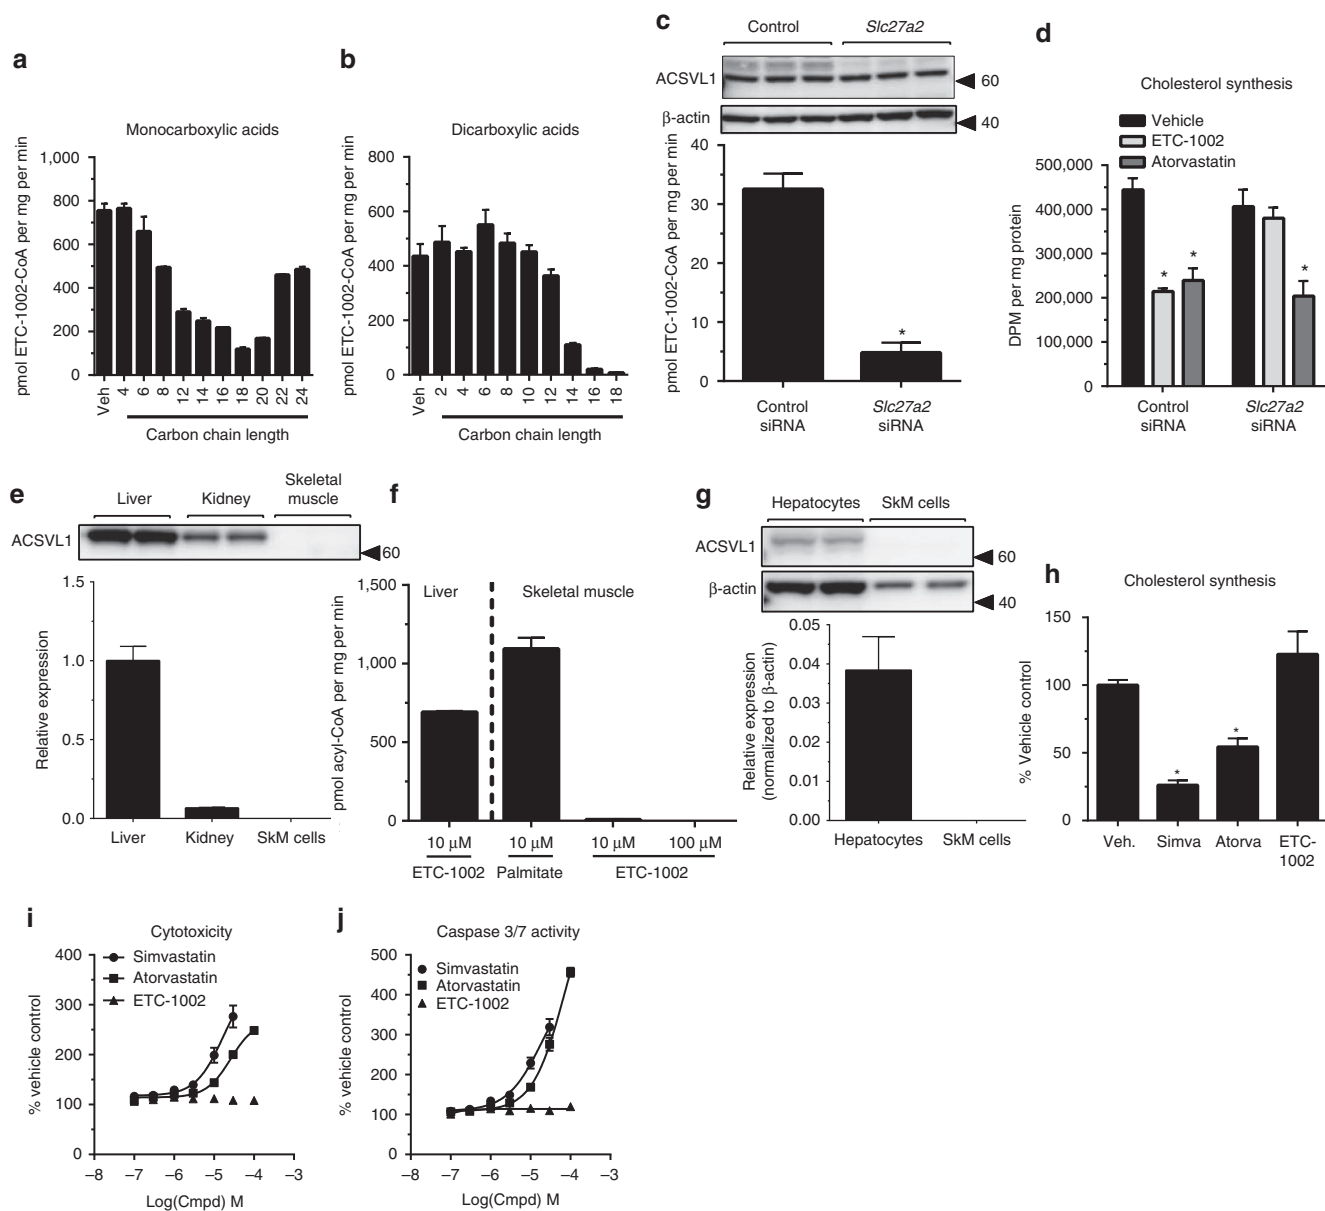 a
Monocarboxylic acids
pmol ETC-1002-CoA per mg per min
1,000
800
600
400
200
0
Veh 4 6 8 12 14 16 18 20 22 24
Carbon chain length
b
Dicarboxylic acids
pmol ETC-1002-CoA per mg per min
800
600
400
200
0
Veh 2 4 6 8 10 12 14 16 18
Carbon chain length
c
Control Slc27a2
ACSVL1
60
β-actin
40
pmol ETC-1002-CoA per mg per min
40
30
20
10
0
*
Control siRNA
Slc27a2 siRNA
d
Cholesterol synthesis
Vehicle
ETC-1002
Atorvastatin
DPM per mg protein
500,000
400,000
300,000
200,000
100,000
0
* * *
Control siRNA
Slc27a2 siRNA
e
Liver Kidney Skeletal muscle
ACSVL1
60
Relative expression
1.5
1.0
0.5
0.0
Liver Kidney SkM cells
f
pmol acyl-CoA per mg per min
1,500
1,000
500
0
Liver Skeletal muscle
10 μM 10 μM 10 μM 100 μM
ETC-1002 Palmitate ETC-1002
g
Hepatocytes SkM cells
ACSVL1
60
β-actin
40
Relative expression
(normalized to β-actin)
0.05
0.04
0.03
0.02
0.01
0.00
Hepatocytes SkM cells
h
Cholesterol synthesis
% Vehicle control
150
100
50
0
* *
Veh. Simva Atorva ETC-1002
i
Cytotoxicity
Simvastatin
Atorvastatin
ETC-1002
% vehicle control
400
300
200
100
0
–8 –7 –6 –5 –4 –3
Log(Cmpd) M
j
Caspase 3/7 activity
Simvastatin
Atorvastatin
ETC-1002
% vehicle control
500
400
300
200
100
0
–8 –7 –6 –5 –4 –3
Log(Cmpd) M